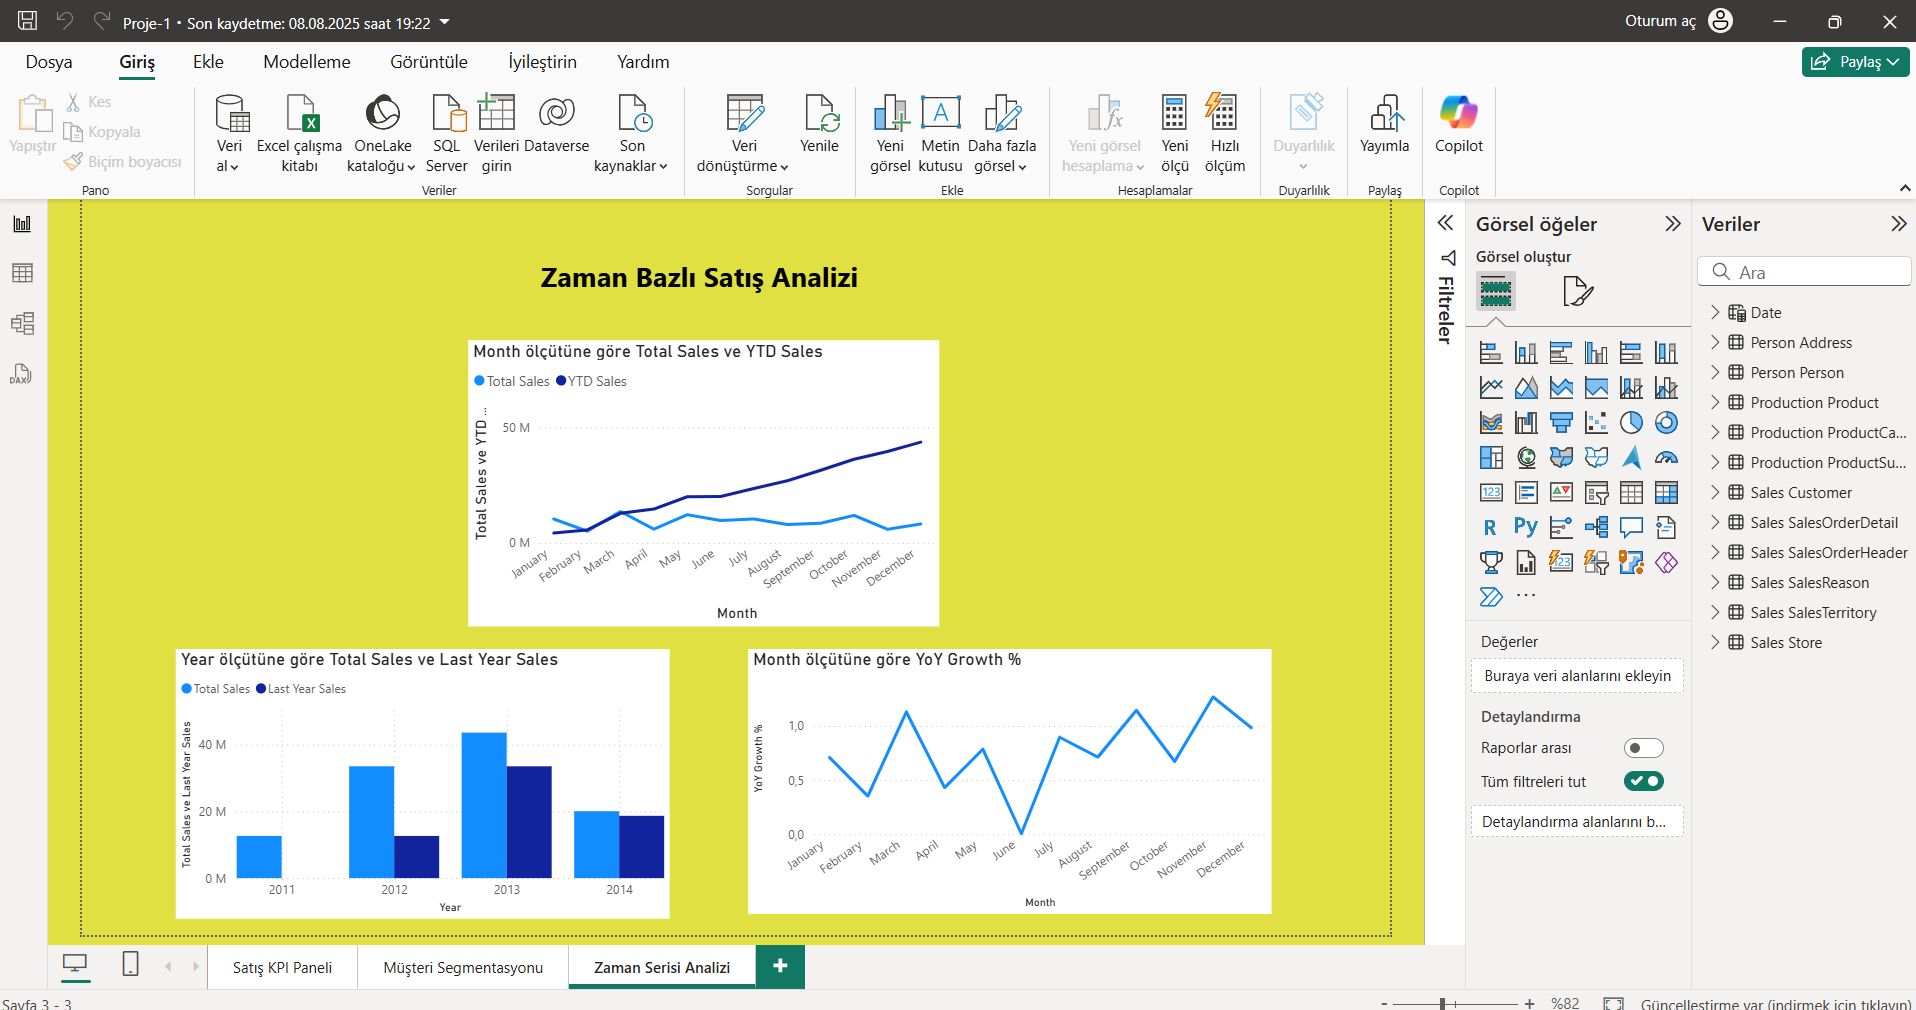 Proje-1 • Son kaydetme: 08.08.2025 saat 19:22
Oturum aç
Dosya
Giriş
Ekle
Modelleme
Görüntüle
İyileştirin
Yardım
Paylaş
Yapıştır
Kes
Kopyala
Biçim boyacısı
Pano
Veri
al
Excel çalışma
kitabı
OneLake
kataloğu
SQL
Server
Verileri
girin
Dataverse
Son
kaynaklar
Veriler
Veri
dönüştürme
Yenile
Sorgular
Yeni
görsel
Metin
kutusu
Daha fazla
görsel
Ekle
Yeni görsel
hesaplama
Yeni
ölçü
Hızlı
ölçüm
Hesaplamalar
Duyarlılık
Duyarlılık
Yayımla
Paylaş
Copilot
Copilot
DAX
Zaman Bazlı Satış Analizi
Month ölçütüne göre Total Sales ve YTD Sales
Total Sales
YTD Sales
Total Sales ve YTD ...
50 M
0 M
January
February
March
April
May
June
July
August
September
October
November
December
Month
Year ölçütüne göre Total Sales ve Last Year Sales
Total Sales
Last Year Sales
Total Sales ve Last Year Sales
40 M
20 M
0 M
2011
2012
2013
2014
Year
Month ölçütüne göre YoY Growth %
YoY Growth %
1,0
0,5
0,0
January
February
March
April
May
June
July
August
September
October
November
December
Month
Filtreler
Görsel öğeler
Görsel oluştur
123
R
Py
123
Değerler
Buraya veri alanlarını ekleyin
Detaylandırma
Raporlar arası
Tüm filtreleri tut
Detaylandırma alanlarını b...
Veriler
Ara
Date
Person Address
Person Person
Production Product
Production ProductCa...
Production ProductSu...
Sales Customer
Sales SalesOrderDetail
Sales SalesOrderHeader
Sales SalesReason
Sales SalesTerritory
Sales Store
Satış KPI Paneli
Müşteri Segmentasyonu
Zaman Serisi Analizi
Sayfa 3 - 3
%82
Güncelleştirme var (indirmek için tıklayın)